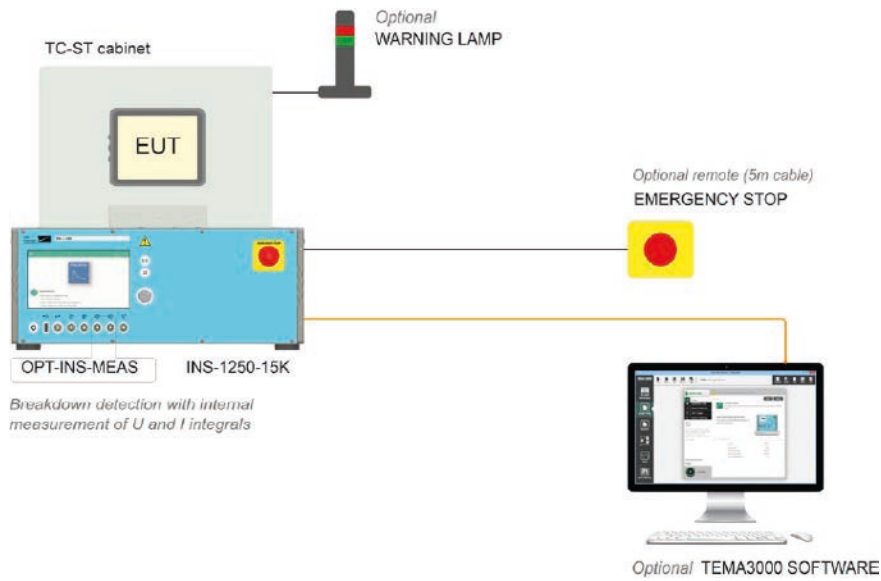 Optional
WARNING LAMP
TC-ST cabinet
EUT
Optional remote (5m cable)
EMERGENCY STOP
OPT-INS-MEAS
INS-1250-15K
Breakdown detection with internal
measurement of U and I integrals
Optional TEMA3000 SOFTWARE